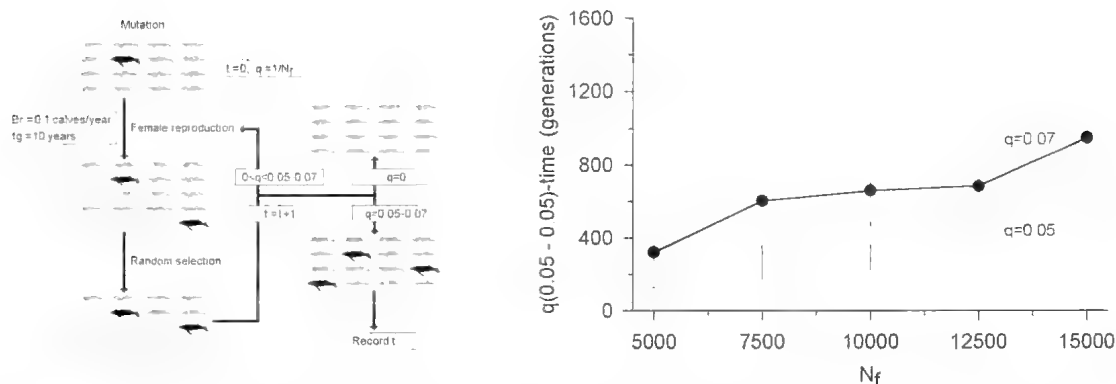 Mutation
t=0, q=1/Nf
Br=0.1 calves/year
tg=10 years
Female reproduction
0<q<0.05-0.07
q=0
t=t+1
q=0.05-0.07
Random selection
Record t
q(0.05 - 0.05)-time (generations)
1600
1200
800
400
0
q=0.07
q=0.05
5000
7500
10000
12500
15000
Nf